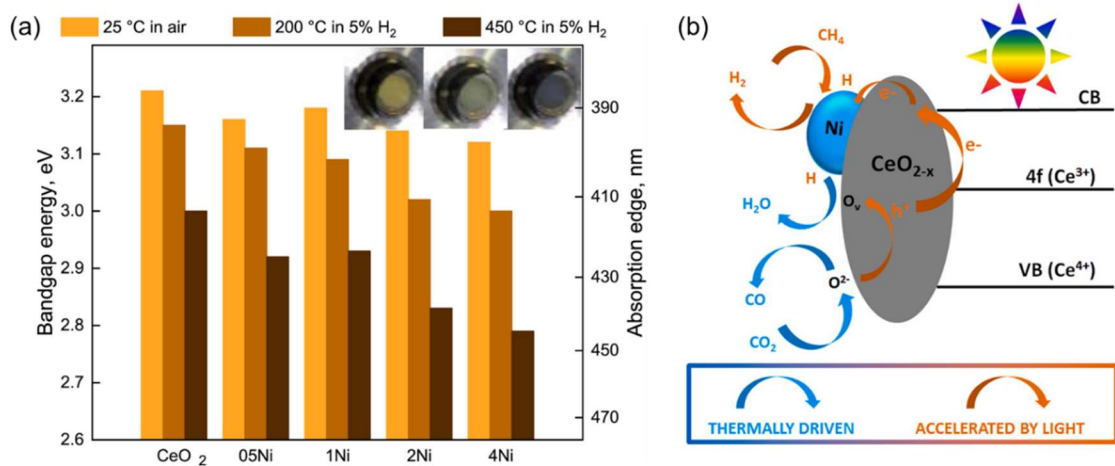 (a)
25 °C in air
200 °C in 5% H₂
450 °C in 5% H₂
Bandgap energy, eV
3.2
3.1
3.0
2.9
2.8
2.7
2.6
CeO ₂
05Ni
1Ni
2Ni
4Ni
390
410
430
450
470
Absorption edge, nm
(b)
CH₄
H₂
H
e-
CB
Ni
CeO₂₋ₓ
e-
4f (Ce³⁺)
H
Oᵥ
h⁺
H₂O
VB (Ce⁴⁺)
O²⁻
CO
CO₂
THERMALLY DRIVEN
ACCELERATED BY LIGHT